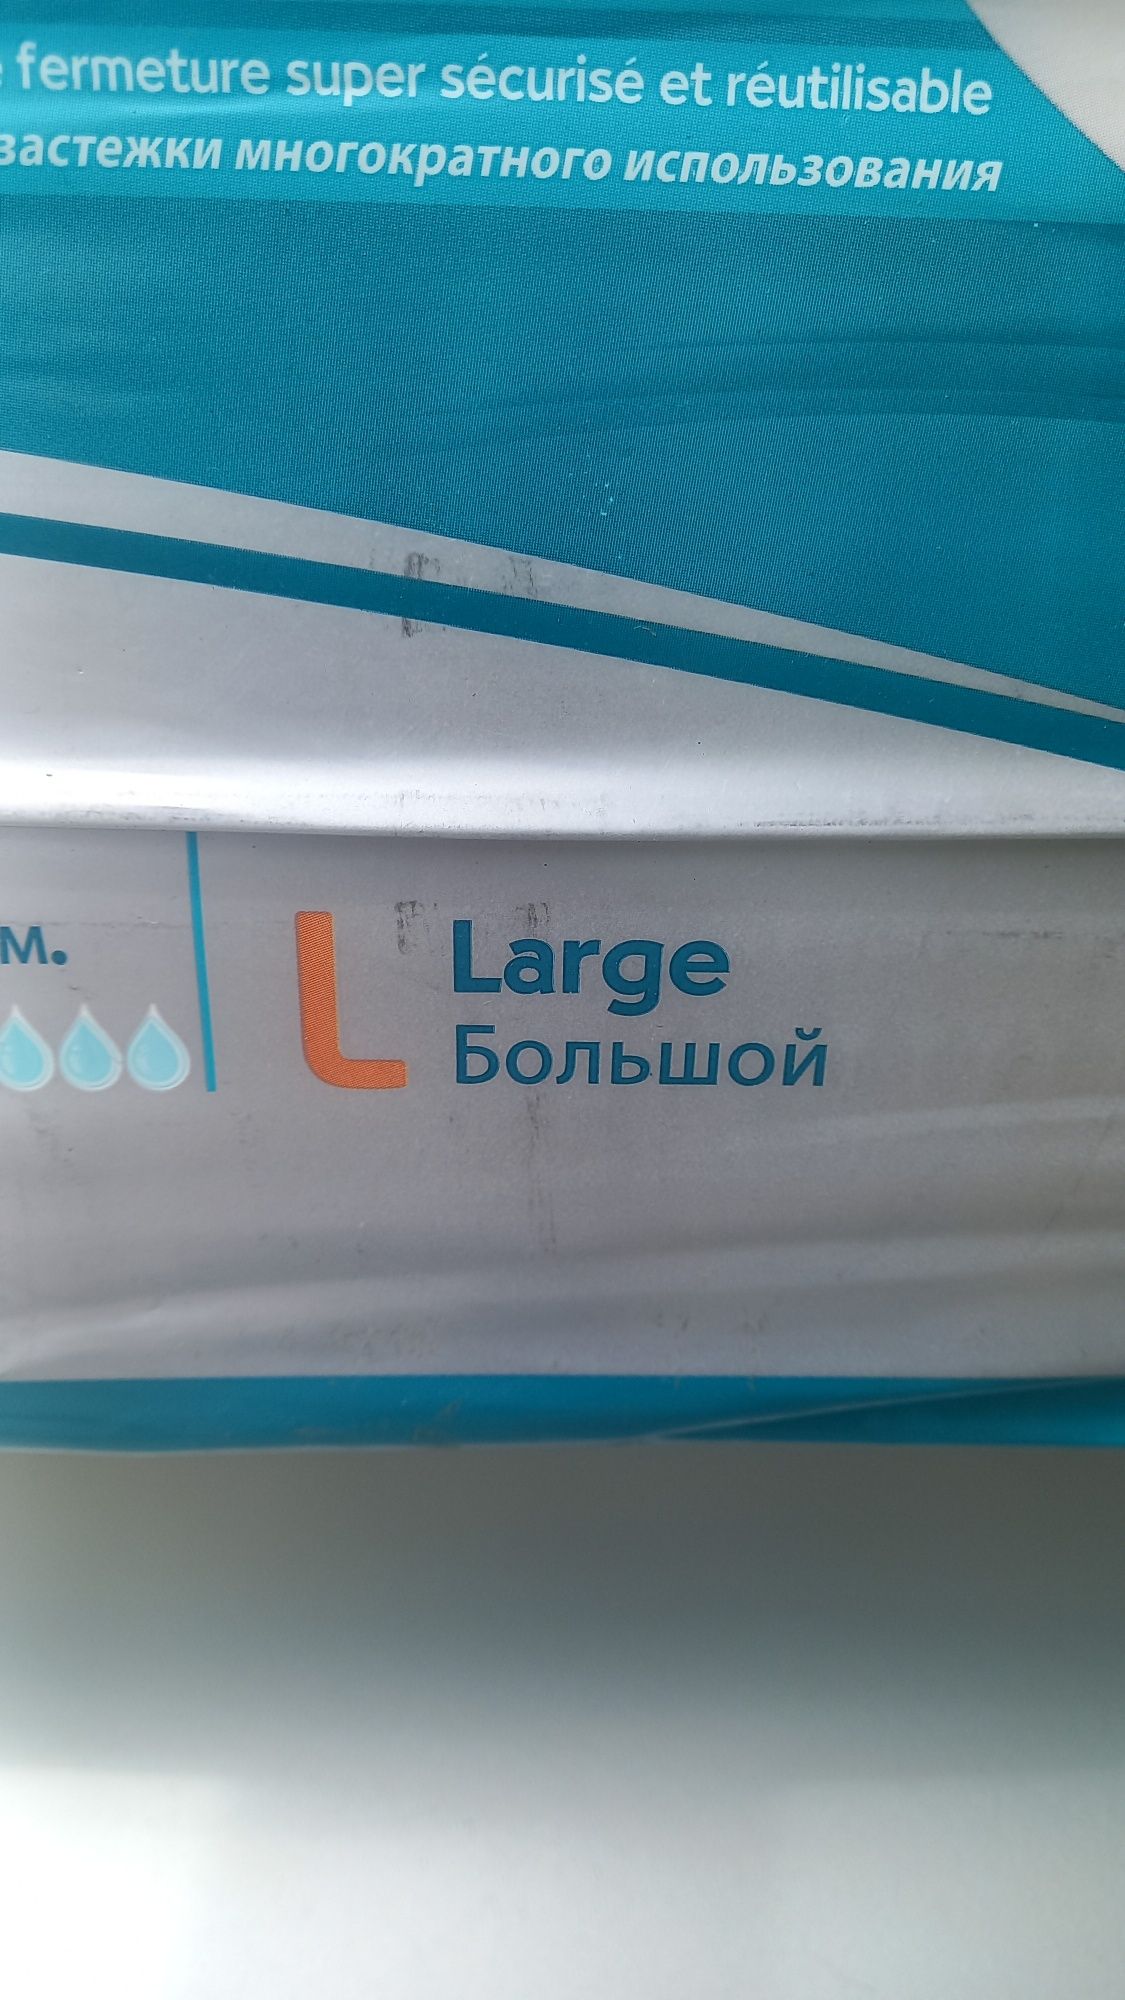 fermeture super sécurisé et réutilisable
застежки многократного использования
м.
L Large
Большой